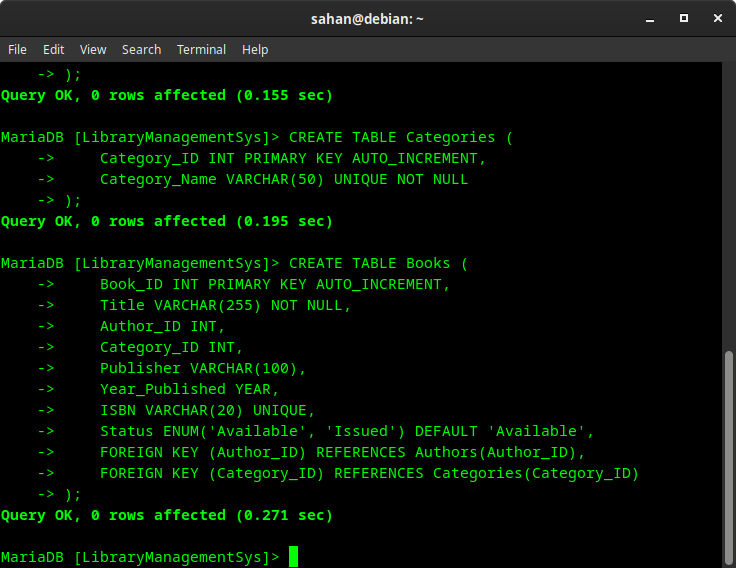 sahan@debian: ~
File Edit View Search Terminal Help
    -> );
Query OK, 0 rows affected (0.155 sec)
MariaDB [LibraryManagementSys]> CREATE TABLE Categories (
    ->     Category_ID INT PRIMARY KEY AUTO_INCREMENT,
    ->     Category_Name VARCHAR(50) UNIQUE NOT NULL
    -> );
Query OK, 0 rows affected (0.195 sec)
MariaDB [LibraryManagementSys]> CREATE TABLE Books (
    ->     Book_ID INT PRIMARY KEY AUTO_INCREMENT,
    ->     Title VARCHAR(255) NOT NULL,
    ->     Author_ID INT,
    ->     Category_ID INT,
    ->     Publisher VARCHAR(100),
    ->     Year_Published YEAR,
    ->     ISBN VARCHAR(20) UNIQUE,
    ->     Status ENUM('Available', 'Issued') DEFAULT 'Available',
    ->     FOREIGN KEY (Author_ID) REFERENCES Authors(Author_ID),
    ->     FOREIGN KEY (Category_ID) REFERENCES Categories(Category_ID)
    -> );
Query OK, 0 rows affected (0.271 sec)
MariaDB [LibraryManagementSys]>